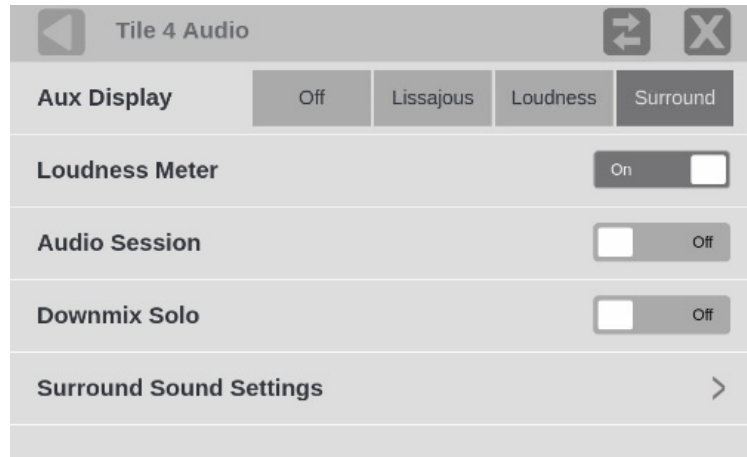 Tile 4 Audio
Aux Display Off Lissajous Loudness Surround
Loudness Meter On
Audio Session Off
Downmix Solo Off
Surround Sound Settings